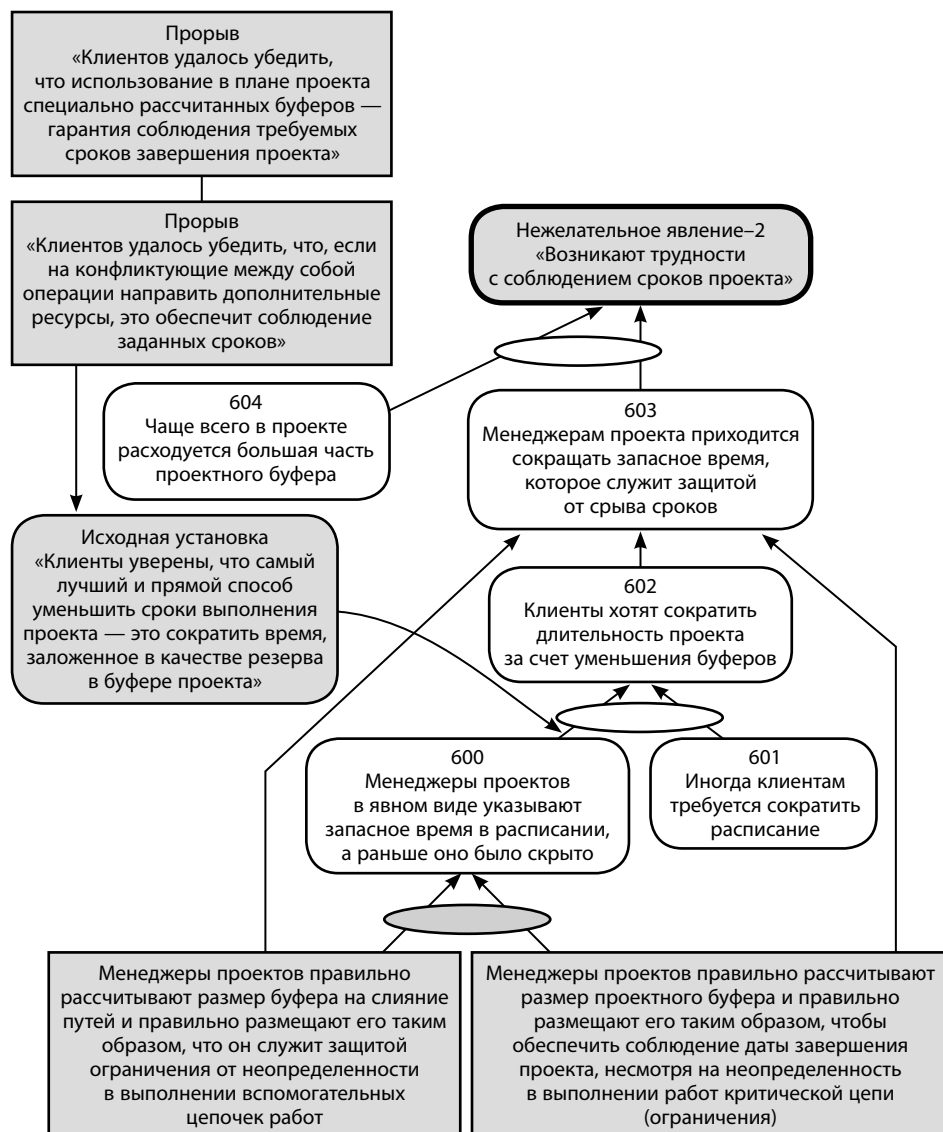 Прорыв
«Клиентов удалось убедить,
что использование в плане проекта
специально рассчитанных буферов —
гарантия соблюдения требуемых
сроков завершения проекта»
Прорыв
«Клиентов удалось убедить, что, если
на конфликтующие между собой
операции направить дополнительные
ресурсы, это обеспечит соблюдение
заданных сроков»
Нежелательное явление–2
«Возникают трудности
с соблюдением сроков проекта»
604
Чаще всего в проекте
расходуется большая часть
проектного буфера
603
Менеджерам проекта приходится
сокращать запасное время,
которое служит защитой
от срыва сроков
Исходная установка
«Клиенты уверены, что самый
лучший и прямой способ
уменьшить сроки выполнения
проекта — это сократить время,
заложенное в качестве резерва
в буфере проекта»
602
Клиенты хотят сократить
длительность проекта
за счет уменьшения буферов
600
Менеджеры проектов
в явном виде указывают
запасное время в расписании,
а раньше оно было скрыто
601
Иногда клиентам
требуется сократить
расписание
Менеджеры проектов правильно
рассчитывают размер буфера на слияние
путей и правильно размещают его таким
образом, что он служит защитой
ограничения от неопределенности
в выполнении вспомогательных
цепочек работ
Менеджеры проектов правильно рассчитывают
размер проектного буфера и правильно
размещают его таким образом, чтобы
обеспечить соблюдение даты завершения
проекта, несмотря на неопределенность
в выполнении работ критической цепи
(ограничения)